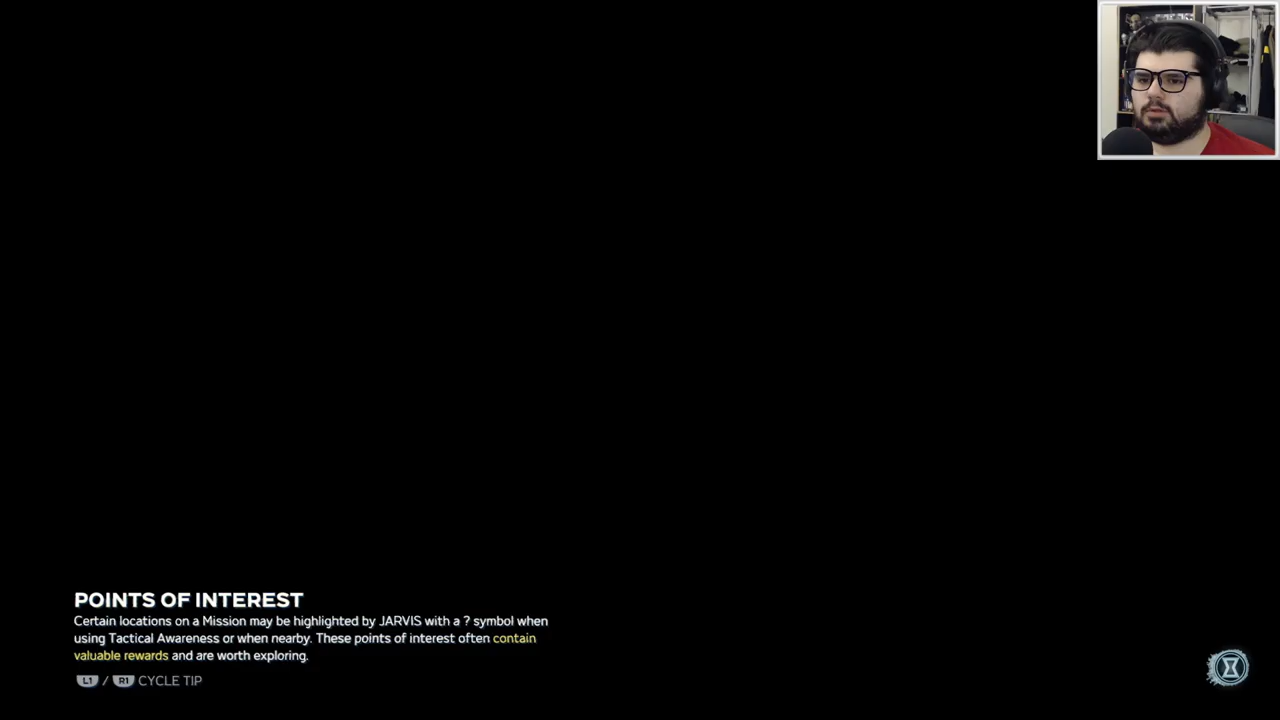 POINTS OF INTEREST
Certain locations on a Mission may be highlighted by JARVIS with a ? symbol when
using Tactical Awareness or when nearby. These points of interest often contain
valuable rewards and are worth exploring.
L1 / R1 CYCLE TIP